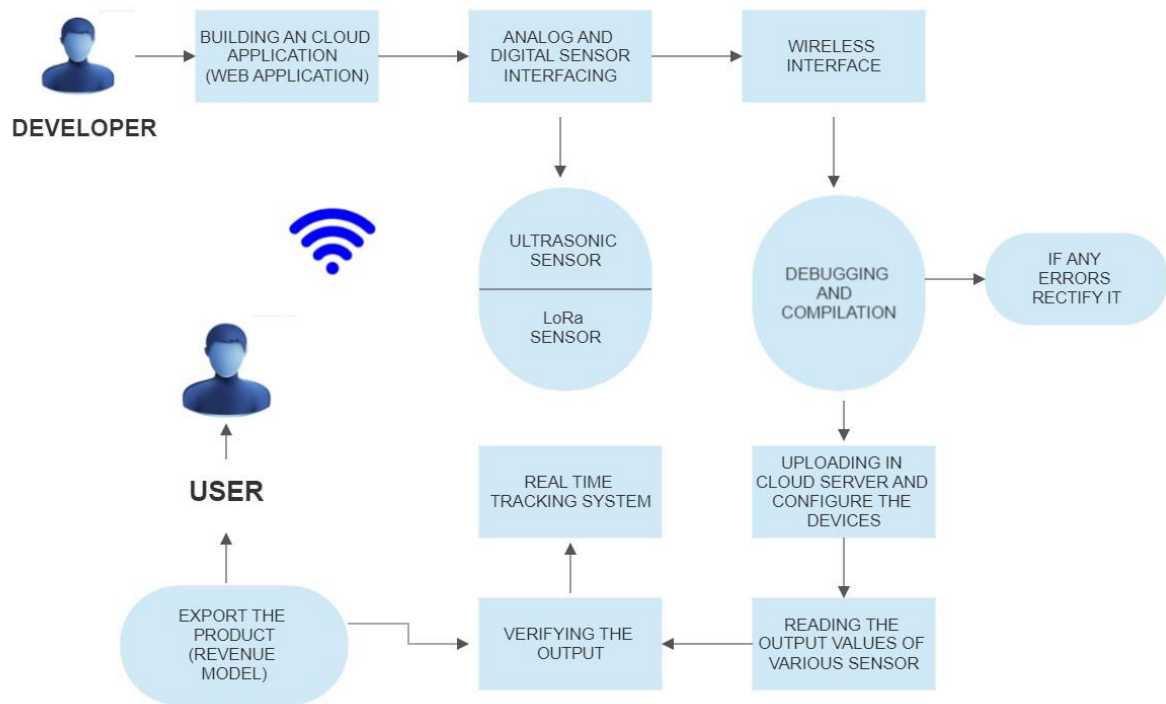 BUILDING AN CLOUD
APPLICATION
(WEB APPLICATION)
ANALOG AND
DIGITAL SENSOR
INTERFACING
WIRELESS
INTERFACE
DEVELOPER
ULTRASONIC
SENSOR
LoRa
SENSOR
DEBUGGING
AND
COMPILATION
IF ANY
ERRORS
RECTIFY IT
USER
REAL TIME
TRACKING SYSTEM
UPLOADING IN
CLOUD SERVER AND
CONFIGURE THE
DEVICES
EXPORT THE
PRODUCT
(REVENUE
MODEL)
VERIFYING THE
OUTPUT
READING THE
OUTPUT VALUES OF
VARIOUS SENSOR